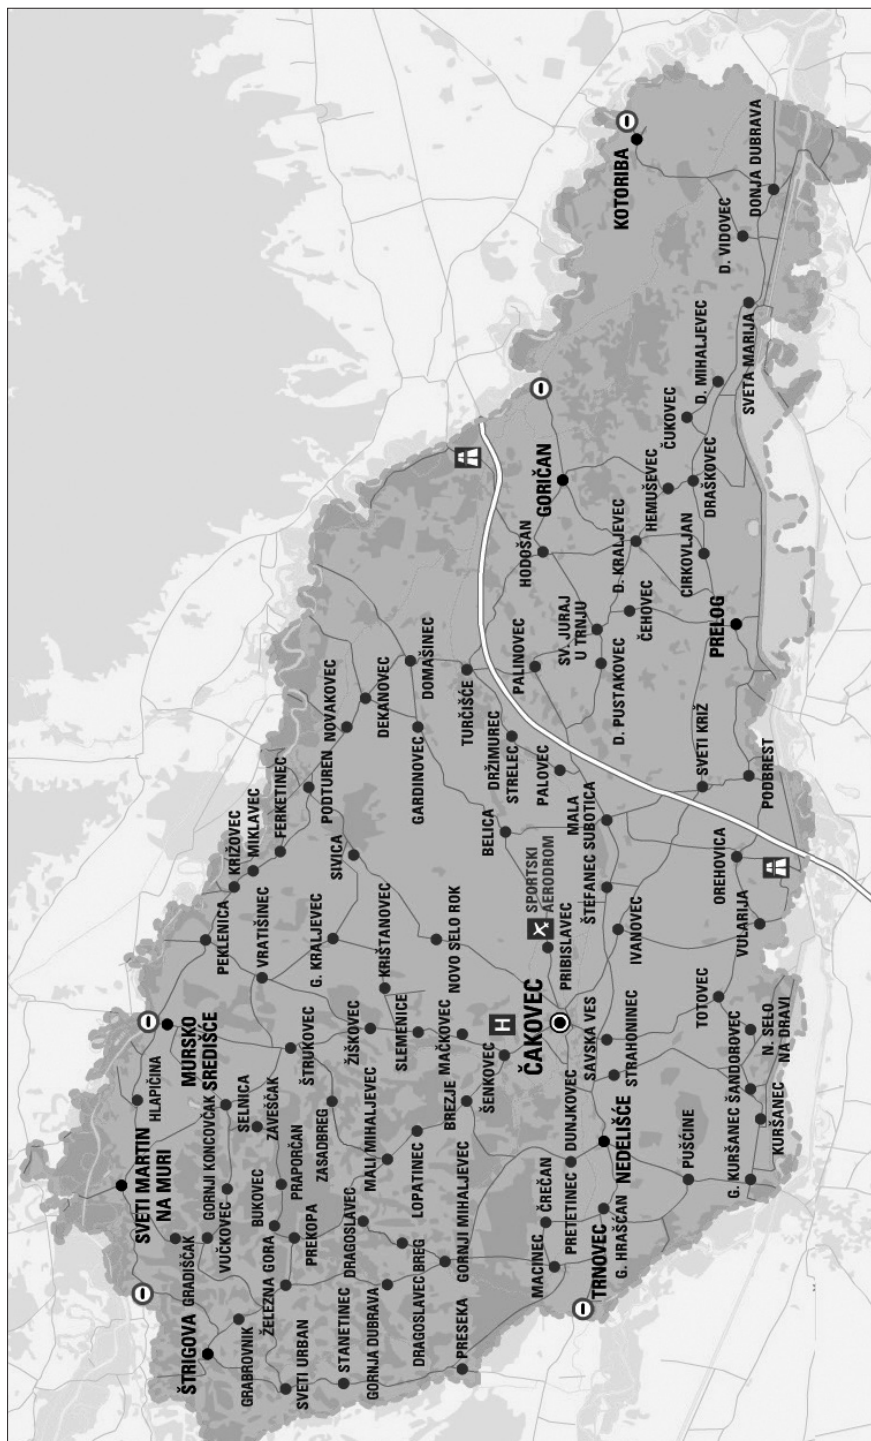 SVETI MARTIN
NA MURI
HLAPIČINA
MURSKO
SREDIŠĆE
PEKLENICA
KRIŽOVEC
MIKLAVEC
FERKETINEC
PODTUREN
NOVAKOVEC
DEKANOVEC
DOMAŠINEC
GARDINOVEC
TURČIŠĆE
ŠTRIGOVA
GRADIŠČAK
GRABROVNIK
VUČKOVEC
GORNJI KONCOVČAK
SELNICA
ZAVEŠČAK
BUKOVEC
PRAPORČAN
ŽELEZNA GORA
PREKOPA
ZASADBREG
ŠTRUKOVEC
VRATIŠINEC
SIVICA
G. KRALJEVEC
KRIŠTANOVEC
ŽIŠKOVEC
SLEMENICE
NOVO SELO ROK
SVETI URBAN
STANETINEC
GORNJA DUBRAVA
DRAGOSLAVEC
DRAGOSLAVEC BREG
MALI MIHALJEVEC
LOPATINEC
GORNJI MIHALJEVEC
PRESEKA
BREZJE
MAČKOVEC
ŠENKOVEC
H
ČAKOVEC
BELICA
SPORTSKI
AERODROM
PRIBISLAVEC
DRŽIMUREC
STRELEC
PALOVEC
MALA
SUBOTICA
ŠTEFANEC
IVANOVEC
PALINOVEC
HODOŠAN
GORIČAN
SV. JURAJ
U TRNJU
D. PUSTAKOVEC
D. KRALJEVEC
ČEHOVEC
HEMUŠEVEC
ČUKOVEC
D. MIHALJEVEC
DRAŠKOVEC
CIRKOVLJAN
PRELOG
SVETA MARIJA
KOTORIBA
D. VIDOVEC
DONJA DUBRAVA
SVETI KRIŽ
PODBREST
OREHOVICA
VULARIJA
TOTOVEC
N. SELO
NA DRAVI
ŠANDOROVEC
G. KURŠANEC
KURŠANEC
SAVSKA VES
STRAHONINEC
DUNJKOVEC
NEDELIŠĆE
PRETETINEC
ČREČAN
MACINEC
TRNOVEC
G. HRAŠĆAN
PUŠĆINE